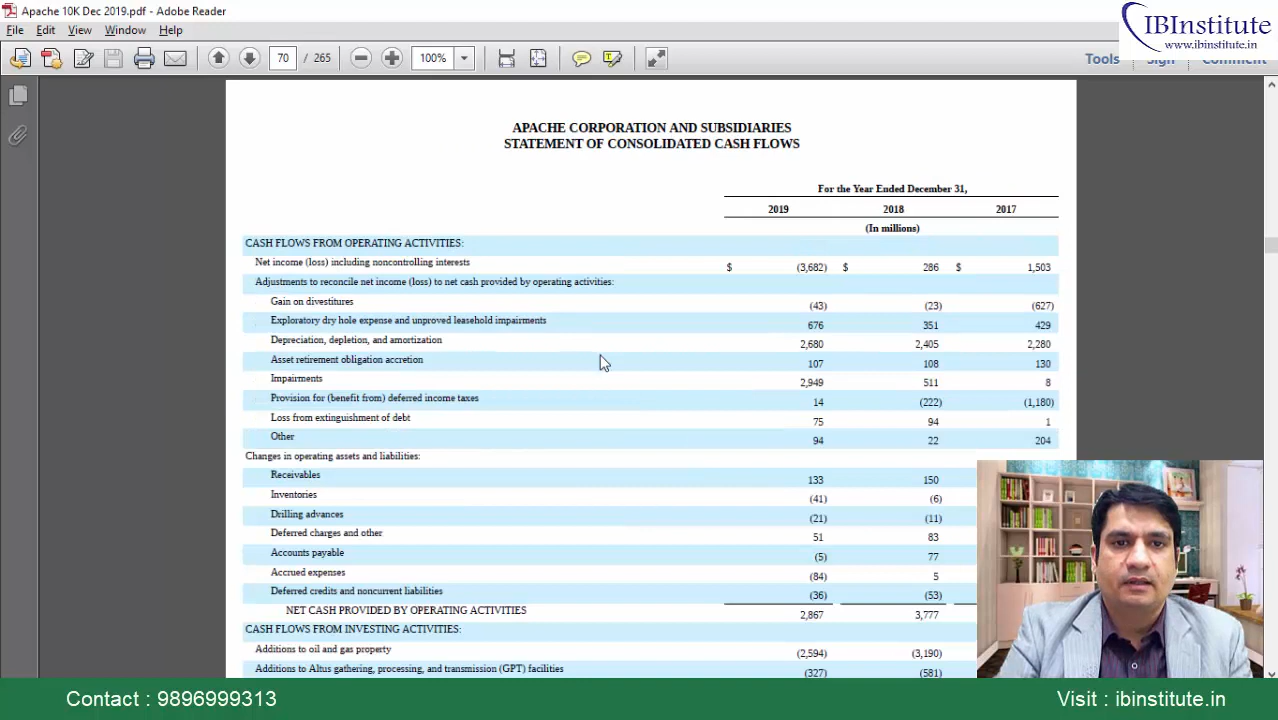 Apache 10K Dec 2019.pdf - Adobe Reader
File Edit View Window Help
IBInstitute
www.ibinstitute.in
70 / 265 100% Tools Sign Comment
APACHE CORPORATION AND SUBSIDIARIES
STATEMENT OF CONSOLIDATED CASH FLOWS
For the Year Ended December 31,
2019 2018 2017
(In millions)
CASH FLOWS FROM OPERATING ACTIVITIES:
Net income (loss) including noncontrolling interests $ (3,682) $ 286 $ 1,503
Adjustments to reconcile net income (loss) to net cash provided by operating activities:
Gain on divestitures (43) (23) (627)
Exploratory dry hole expense and unproved leasehold impairments 676 351 429
Depreciation, depletion, and amortization 2,680 2,405 2,280
Asset retirement obligation accretion 107 108 130
Impairments 2,949 511 8
Provision for (benefit from) deferred income taxes 14 (222) (1,180)
Loss from extinguishment of debt 75 94 1
Other 94 22 204
Changes in operating assets and liabilities:
Receivables 133 150
Inventories (41) (6)
Drilling advances (21) (11)
Deferred charges and other 51 83
Accounts payable (5) 77
Accrued expenses (84) 5
Deferred credits and noncurrent liabilities (36) (53)
NET CASH PROVIDED BY OPERATING ACTIVITIES 2,867 3,777
CASH FLOWS FROM INVESTING ACTIVITIES:
Additions to oil and gas property (2,594) (3,190)
Additions to Altus gathering, processing, and transmission (GPT) facilities (327) (581)
Contact : 9896999313 Visit : ibinstitute.in